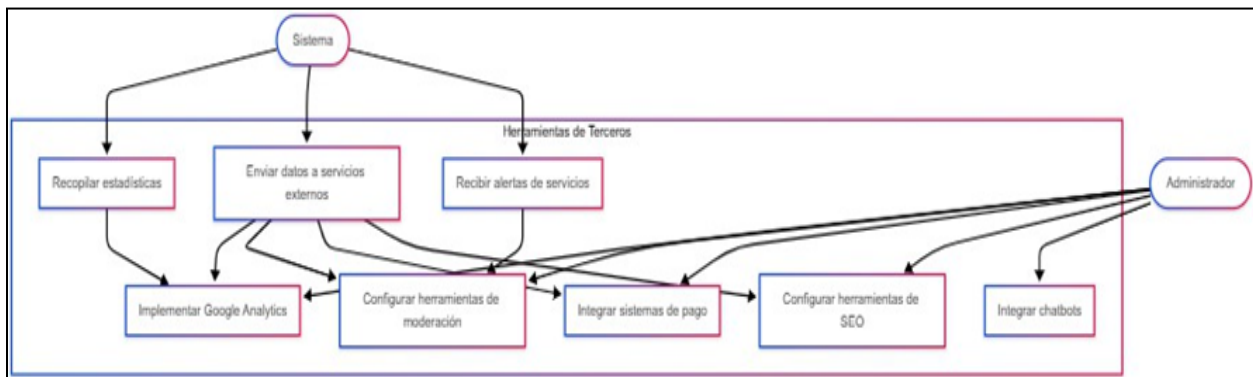 Sistema
Herramientas de Terceros
Recopilar estadísticas
Enviar datos a servicios
externos
Recibir alertas de servicios
Administrador
Implementar Google Analytics
Configurar herramientas de
moderación
Integrar sistemas de pago
Configurar herramientas de
SEO
Integrar chatbots